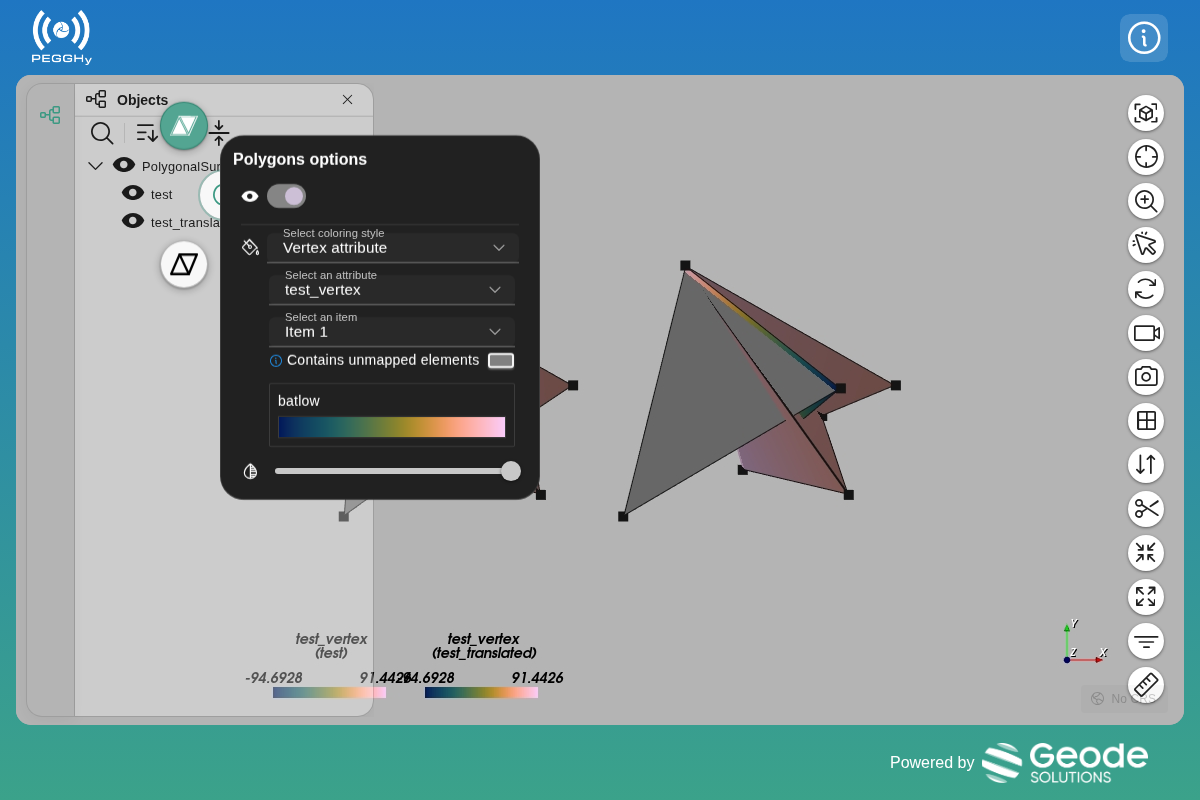 PEGGHy
Objects
PolygonalSur
test
test_transla
Polygons options
Select coloring style
Vertex attribute
Select an attribute
test_vertex
Select an item
Item 1
Contains unmapped elements
batlow
test_vertex
(test)
-94.6928
91.4426
test_vertex
(test_translated)
94.6928
91.4426
Y
Z
X
No CRS
Powered by
Geode
SOLUTIONS